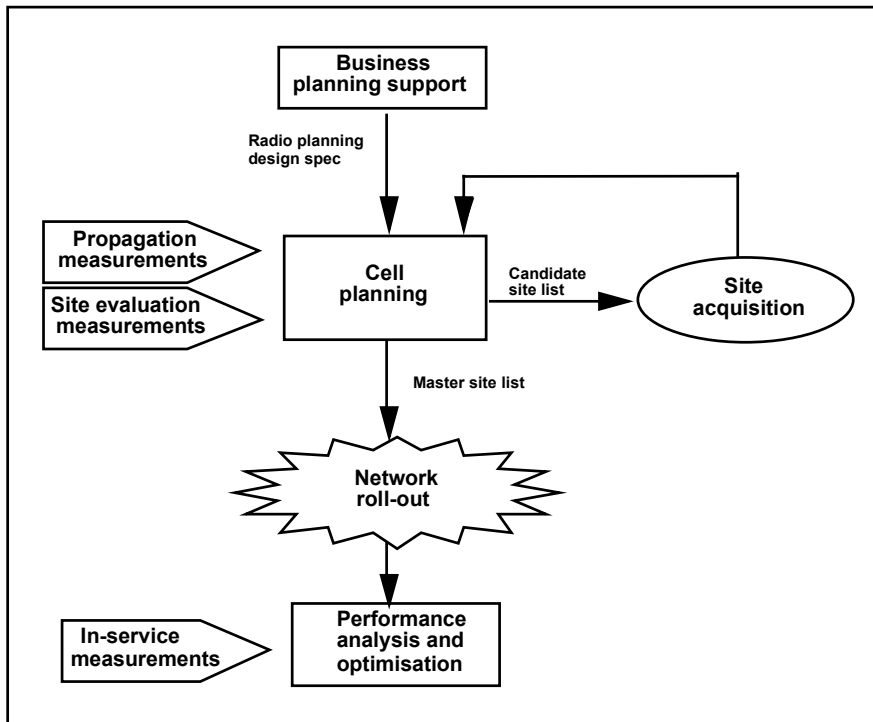 Business
planning support
Radio planning
design spec
Propagation
measurements
Cell
planning
Candidate
site list
Site
acquisition
Site evaluation
measurements
Master site list
Network
roll-out
In-service
measurements
Performance
analysis and
optimisation